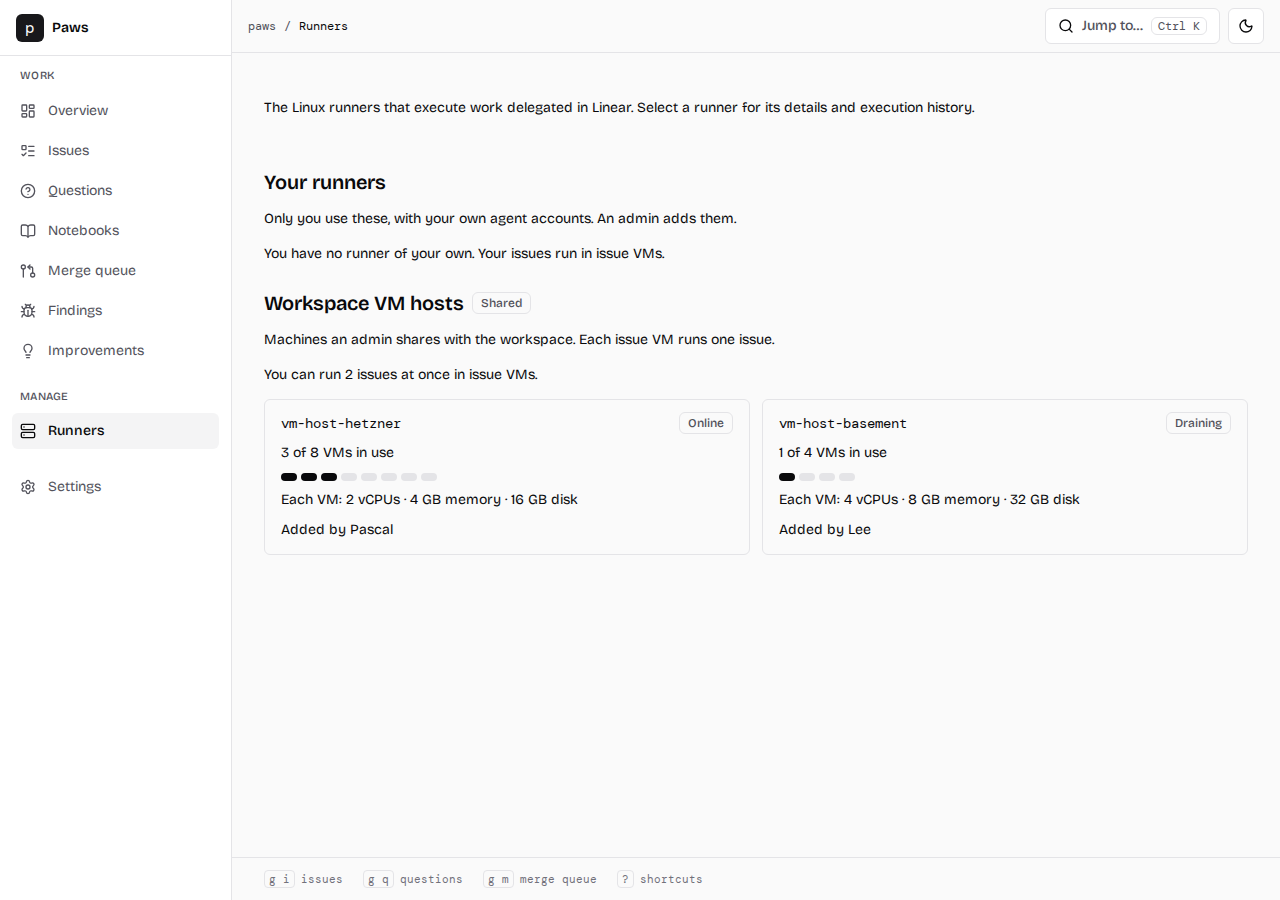 p Paws
paws / Runners
Jump to... Ctrl K
WORK
Overview
Issues
Questions
Notebooks
Merge queue
Findings
Improvements
MANAGE
Runners
Settings
The Linux runners that execute work delegated in Linear. Select a runner for its details and execution history.
Your runners
Only you use these, with your own agent accounts. An admin adds them.
You have no runner of your own. Your issues run in issue VMs.
Workspace VM hosts Shared
Machines an admin shares with the workspace. Each issue VM runs one issue.
You can run 2 issues at once in issue VMs.
vm-host-hetzner Online
3 of 8 VMs in use
Each VM: 2 vCPUs · 4 GB memory · 16 GB disk
Added by Pascal
vm-host-basement Draining
1 of 4 VMs in use
Each VM: 4 vCPUs · 8 GB memory · 32 GB disk
Added by Lee
g i issues g q questions g m merge queue ? shortcuts